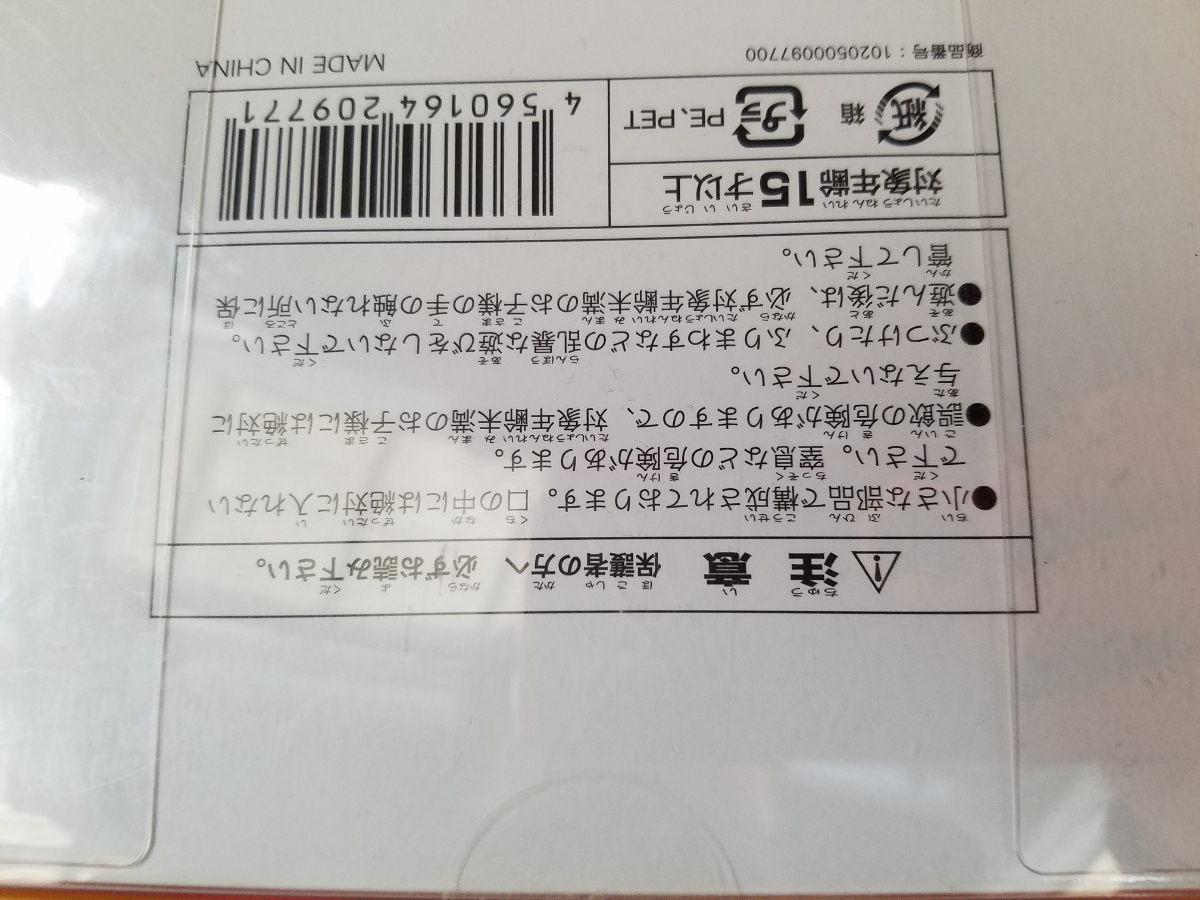 ⚠注意 保護者の方へ 必ずお読み下さい。
●小さな部品で構成されております。口の中には絶対に入れない
で下さい。窒息などの危険があります。
●誤飲の危険がありますので、対象年齢未満のお子様には絶対に
与えないで下さい。
●ぶつけたり、ふりまわすなどの乱暴な遊びをしないで下さい。
●遊んだ後は、必ず対象年齢未満のお子様の手の触れない所に保
管して下さい。
対象年齢15才以上
紙 箱 プラ PE、PET
4 560164 209771
商品番号：1020500097700
MADE IN CHINA